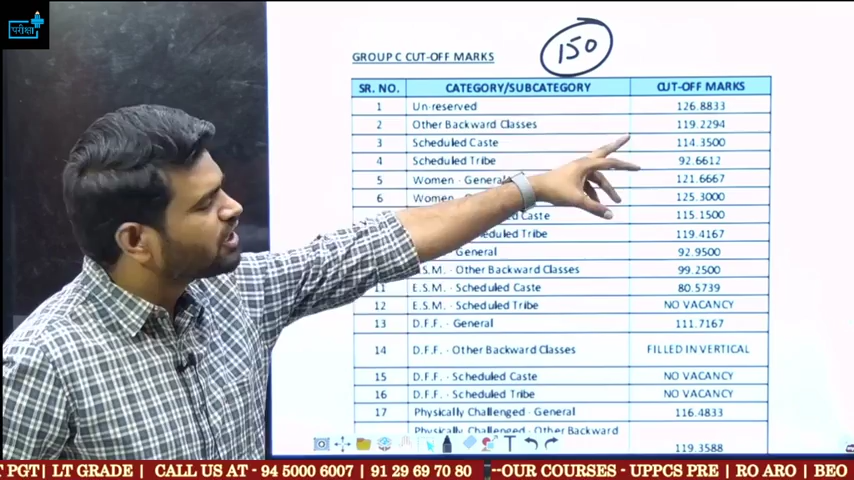 परीक्षा
150
GROUP C CUT-OFF MARKS
SR. NO. CATEGORY/SUBCATEGORY CUT-OFF MARKS
1 Un-reserved 126.8833
2 Other Backward Classes 119.2294
3 Scheduled Caste 114.3500
4 Scheduled Tribe 92.6612
5 Women - General 121.6667
6 Women - 125.3000
Caste 115.1500
eduled Tribe 119.4167
- General 92.9500
E.S.M. - Other Backward Classes 99.2500
11 E.S.M. - Scheduled Caste 80.5739
12 E.S.M. - Scheduled Tribe NO VACANCY
13 D.F.F. - General 111.7167
14 D.F.F. - Other Backward Classes FILLED IN VERTICAL
15 D.F.F. - Scheduled Caste NO VACANCY
16 D.F.F. - Scheduled Tribe NO VACANCY
17 Physically Challenged - General 116.4833
Physically Challenged - Other Backward 119.3588
T PGT| LT GRADE| CALL US AT - 94 5000 6007 | 91 29 69 70 80 --OUR COURSES - UPPCS PRE | RO ARO | BEO